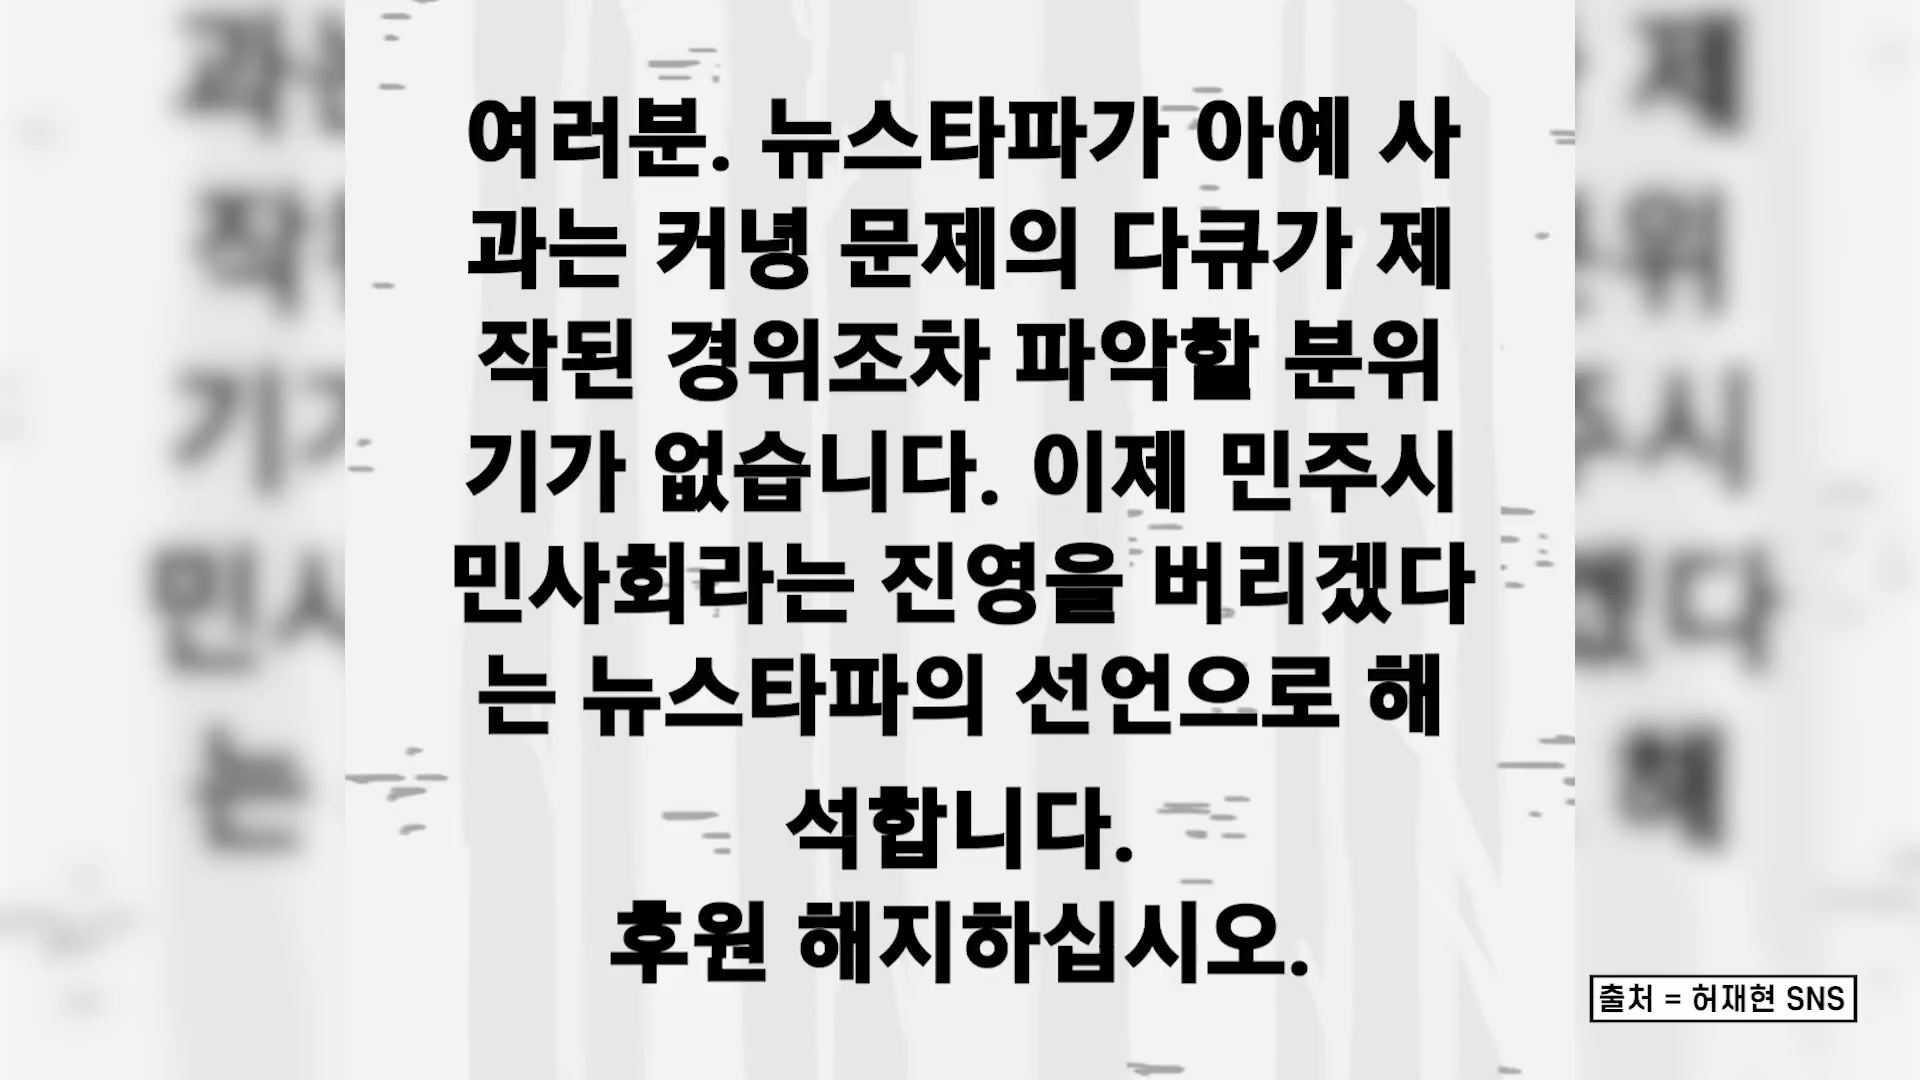 여러분. 뉴스타파가 아예 사
과는 커녕 문제의 다큐가 제
작된 경위조차 파악할 분위
기가 없습니다. 이제 민주시
민사회라는 진영을 버리겠다
는 뉴스타파의 선언으로 해
석합니다.
후원 해지하십시오.
출처 = 허재현 SNS